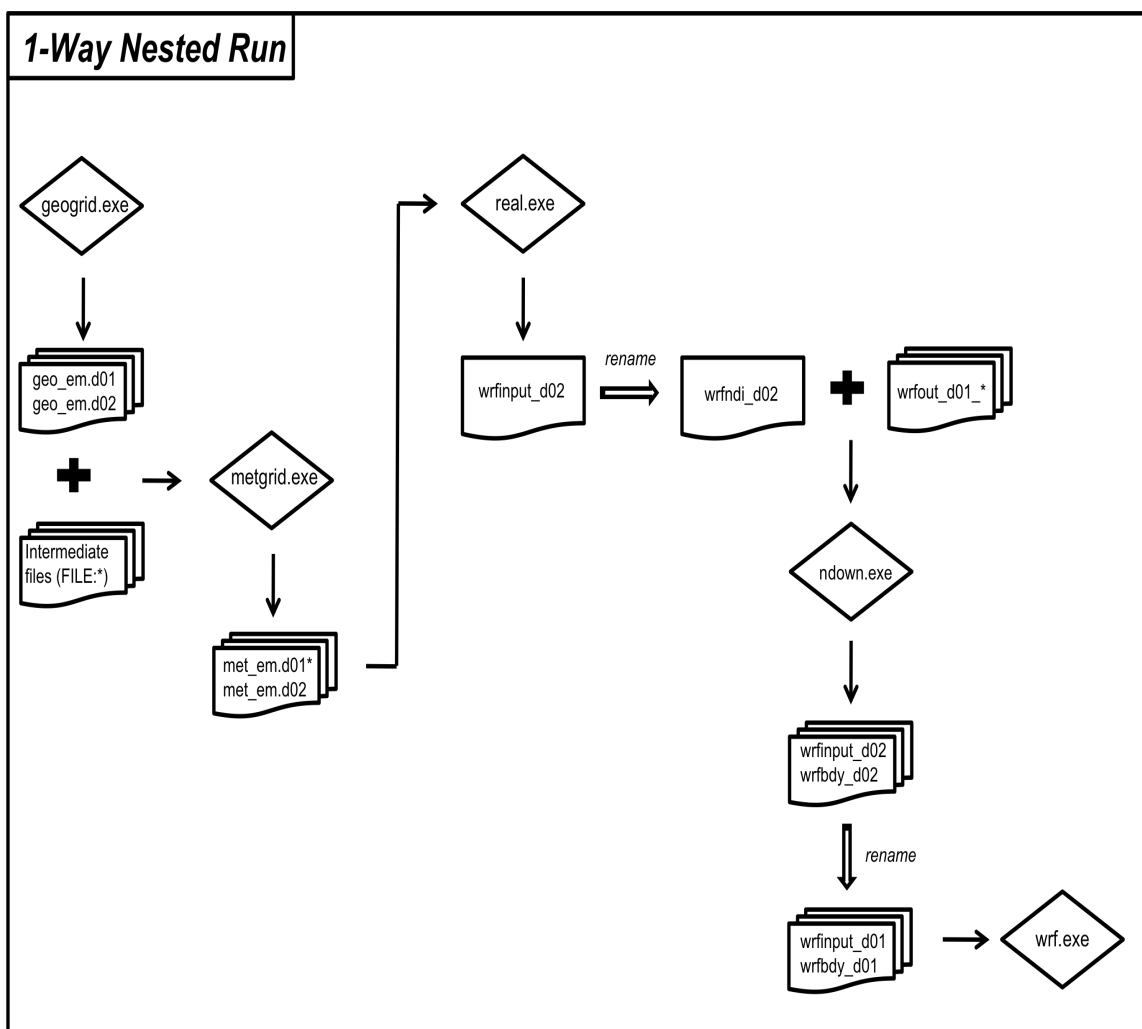 1-Way Nested Run
geogrid.exe
geo_em.d01
geo_em.d02
Intermediate
files (FILE:*)
metgrid.exe
met_em.d01*
met_em.d02
real.exe
wrfinput_d02
rename
wrfndi_d02
wrfout_d01_*
ndown.exe
wrfinput_d02
wrfbdy_d02
rename
wrfinput_d01
wrfbdy_d01
wrf.exe